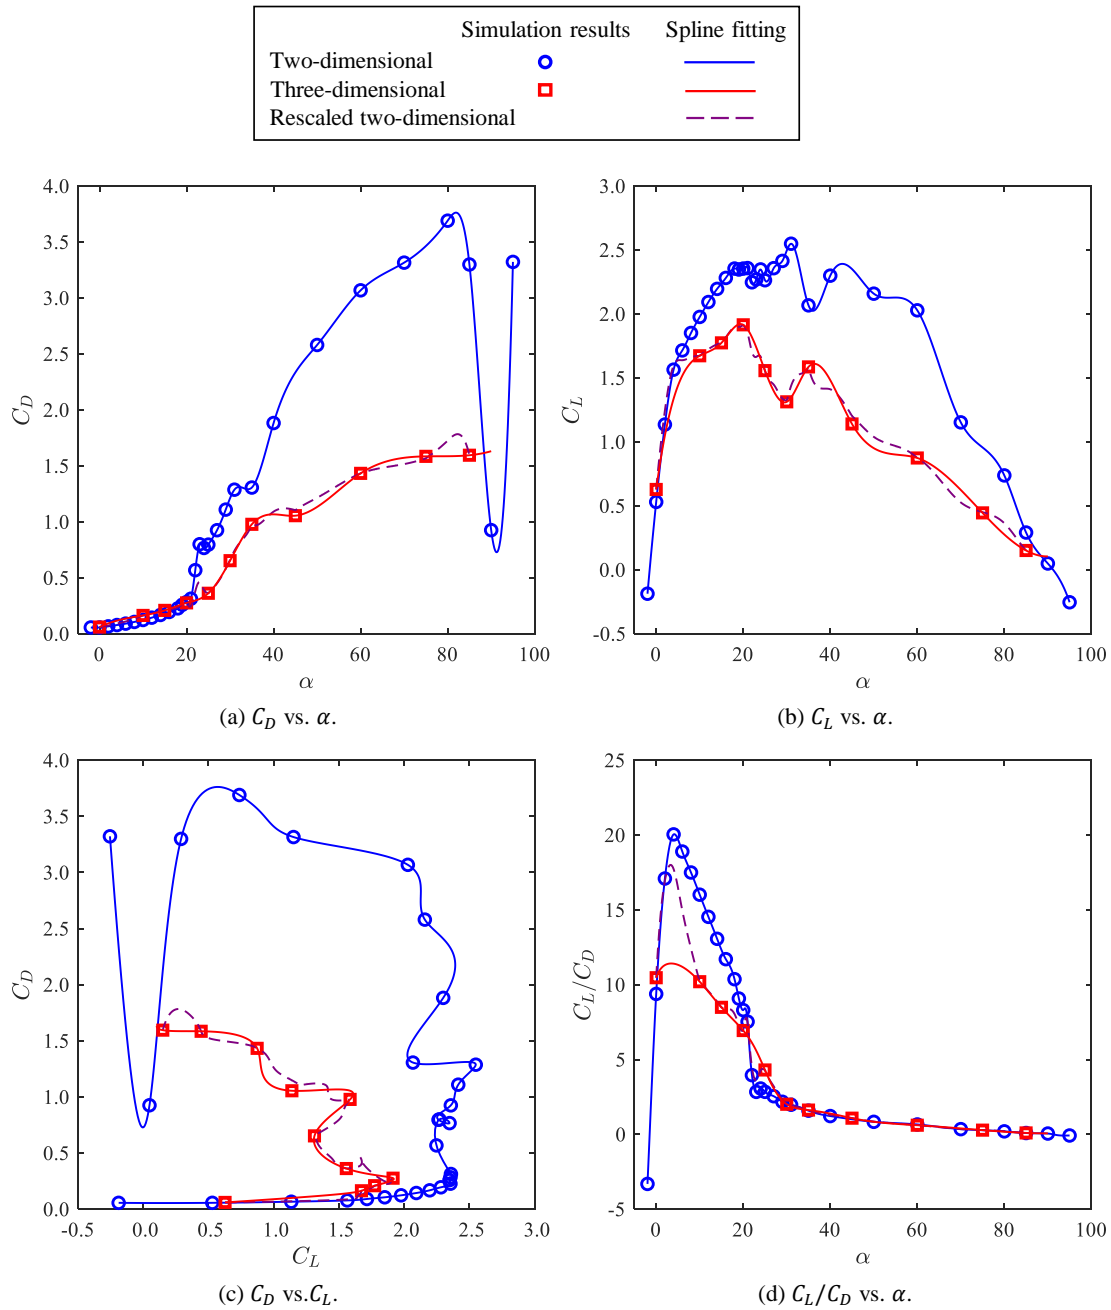 Simulation results Spline fitting
Two-dimensional
Three-dimensional
Rescaled two-dimensional
4.0
3.5
3.0
2.5
2.0
1.5
1.0
0.5
0.0
C_D
0 20 40 60 80 100
α
(a) C_D vs. α.
3.0
2.5
2.0
1.5
1.0
0.5
0.0
-0.5
C_L
0 20 40 60 80 100
α
(b) C_L vs. α.
4.0
3.5
3.0
2.5
2.0
1.5
1.0
0.5
0.0
C_D
-0.5 0.0 0.5 1.0 1.5 2.0 2.5 3.0
C_L
(c) C_D vs.C_L.
25
20
15
10
5
0
-5
C_L/C_D
0 20 40 60 80 100
α
(d) C_L/C_D vs. α.